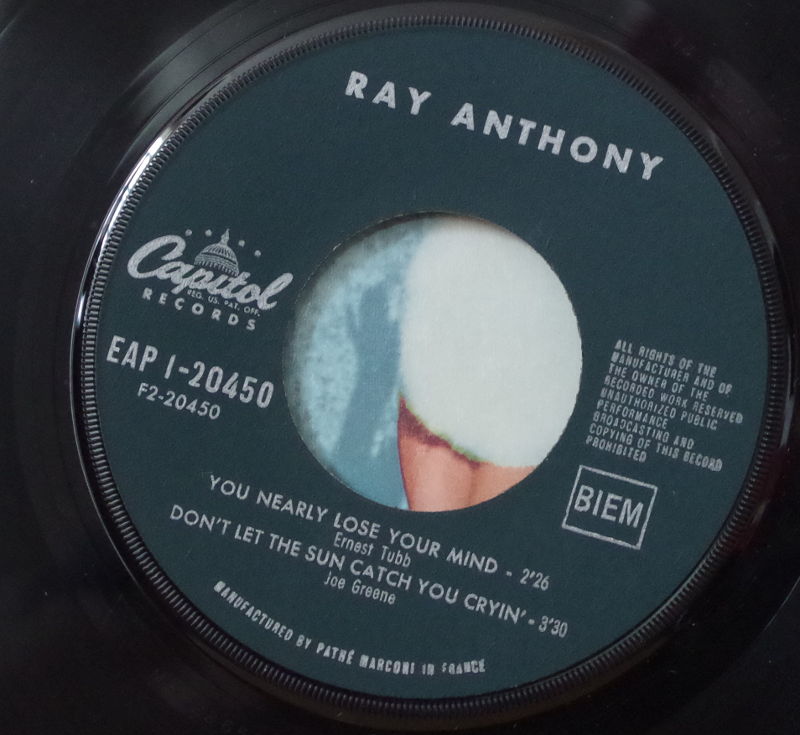 RAY ANTHONY
Capitol
REG. U.S. PAT. OFF.
RECORDS
EAP 1-20450
F2-20450
ALL RIGHTS OF THE
MANUFACTURER AND OF
THE OWNER OF THE
RECORDED WORK RESERVED
UNAUTHORIZED PUBLIC
PERFORMANCE
BROADCASTING AND
COPYING OF THIS RECORD
PROHIBITED
BIEM
YOU NEARLY LOSE YOUR MIND - 2'26
Ernest Tubb
DON'T LET THE SUN CATCH YOU CRYIN' - 3'30
Joe Greene
MANUFACTURED BY PATHÉ MARCONI IN FRANCE